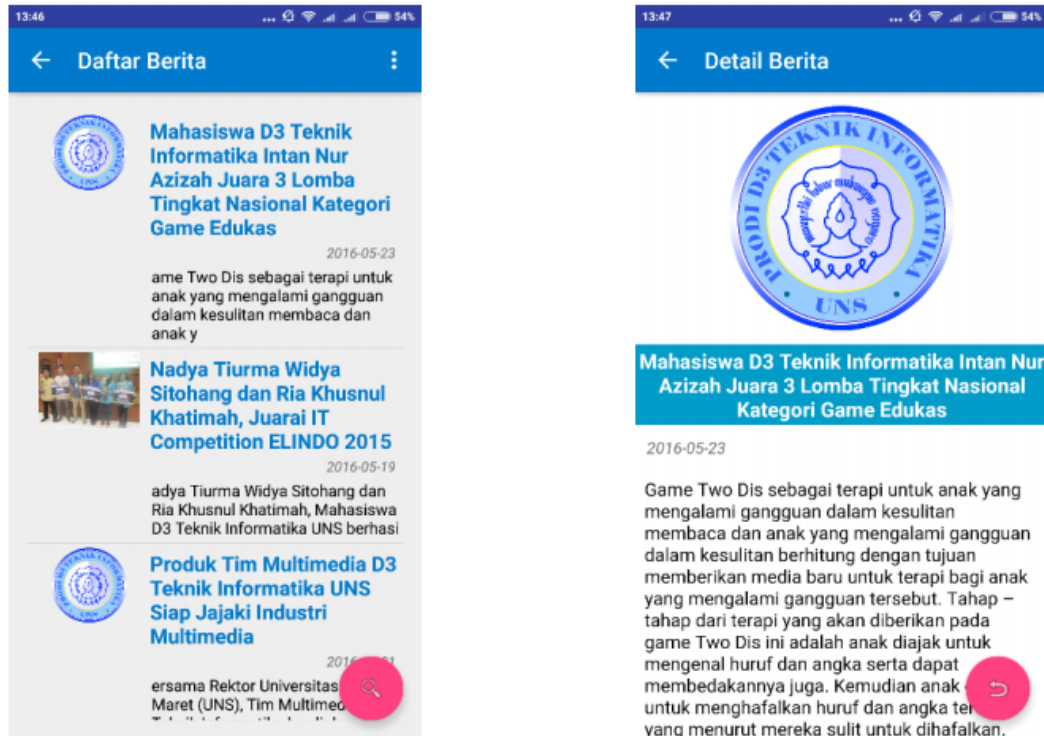 13:46
... 54%
Daftar Berita
PRODI D3 TEKNIK INFORMATIKA
UNS
Mahasiswa D3 Teknik
Informatika Intan Nur
Azizah Juara 3 Lomba
Tingkat Nasional Kategori
Game Edukas
2016-05-23
ame Two Dis sebagai terapi untuk
anak yang mengalami gangguan
dalam kesulitan membaca dan
anak y
Nadya Tiurma Widya
Sitohang dan Ria Khusnul
Khatimah, Juarai IT
Competition ELINDO 2015
2016-05-19
adya Tiurma Widya Sitohang dan
Ria Khusnul Khatimah, Mahasiswa
D3 Teknik Informatika UNS berhasi
UNS
Produk Tim Multimedia D3
Teknik Informatika UNS
Siap Jajaki Industri
Multimedia
ersama Rektor Universitas
Maret (UNS), Tim Multimed
13:47
... 54%
Detail Berita
PRODI D3 TEKNIK INFORMATIKA
UNS
Mahasiswa D3 Teknik Informatika Intan Nur
Azizah Juara 3 Lomba Tingkat Nasional
Kategori Game Edukas
2016-05-23
Game Two Dis sebagai terapi untuk anak yang
mengalami gangguan dalam kesulitan
membaca dan anak yang mengalami gangguan
dalam kesulitan berhitung dengan tujuan
memberikan media baru untuk terapi bagi anak
yang mengalami gangguan tersebut. Tahap –
tahap dari terapi yang akan diberikan pada
game Two Dis ini adalah anak diajak untuk
mengenal huruf dan angka serta dapat
membedakannya juga. Kemudian anak
untuk menghafalkan huruf dan angka ter
yang menurut mereka sulit untuk dihafalkan.